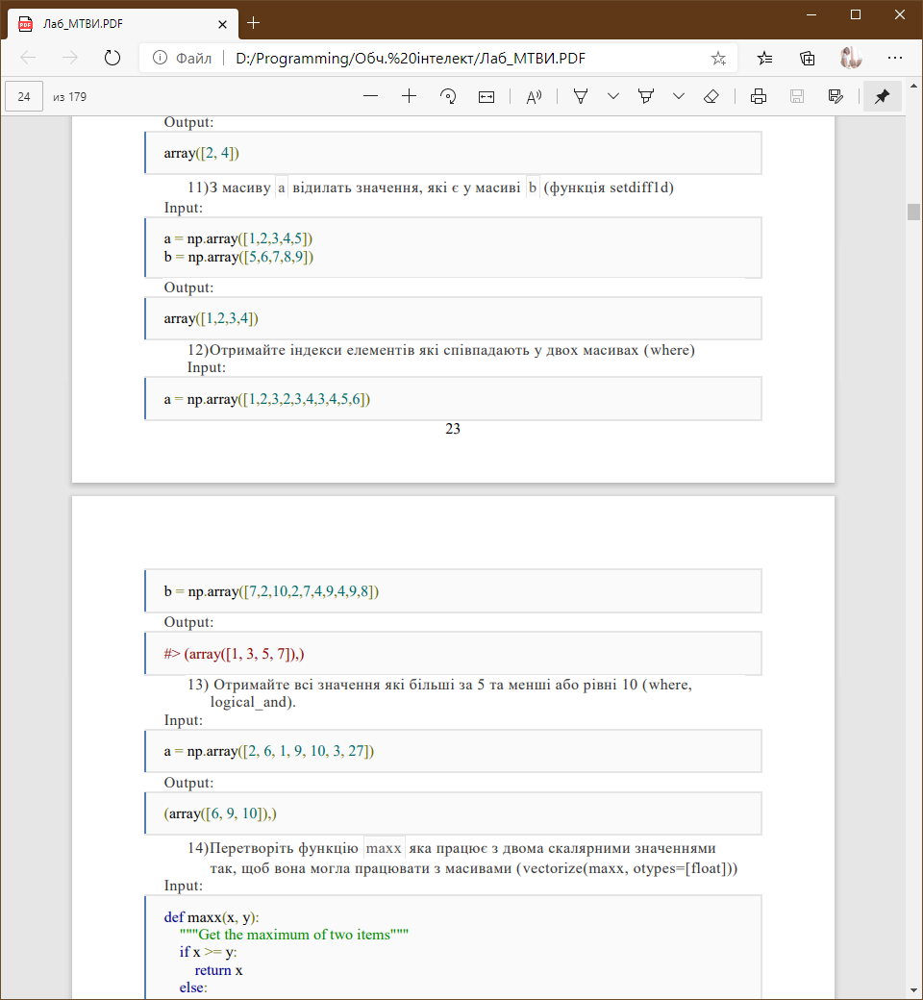 Лаб_МТВИ.PDF
Файл
D:/Programming/Обч.%20інтелект/Лаб_МТВИ.PDF
24 из 179
Output:
array([2, 4])
11)З масиву a відилать значення, які є у масиві b (функція setdiff1d)
Input:
a = np.array([1,2,3,4,5])
b = np.array([5,6,7,8,9])
Output:
array([1,2,3,4])
12)Отримайте індекси елементів які співпадають у двох масивах (where)
Input:
a = np.array([1,2,3,2,3,4,3,4,5,6])
23
b = np.array([7,2,10,2,7,4,9,4,9,8])
Output:
#> (array([1, 3, 5, 7]),)
13) Отримайте всі значення які більші за 5 та менші або рівні 10 (where,
logical_and).
Input:
a = np.array([2, 6, 1, 9, 10, 3, 27])
Output:
(array([6, 9, 10]),)
14)Перетворіть функцію maxx яка працює з двома скалярними значеннями
так, щоб вона могла працювати з масивами (vectorize(maxx, otypes=[float]))
Input:
def maxx(x, y):
"""Get the maximum of two items"""
if x >= y:
return x
else: